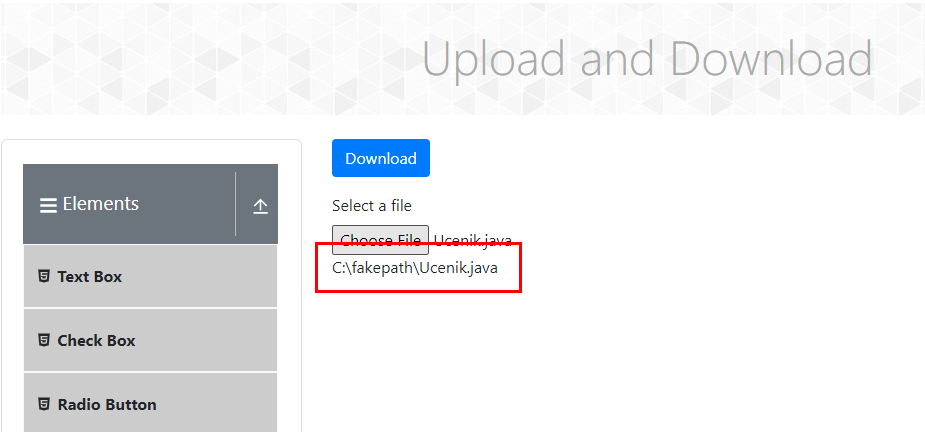 Upload and Download
Elements
Text Box
Check Box
Radio Button
Download
Select a file
Choose File Ucenik.java
C:\fakepath\Ucenik.java